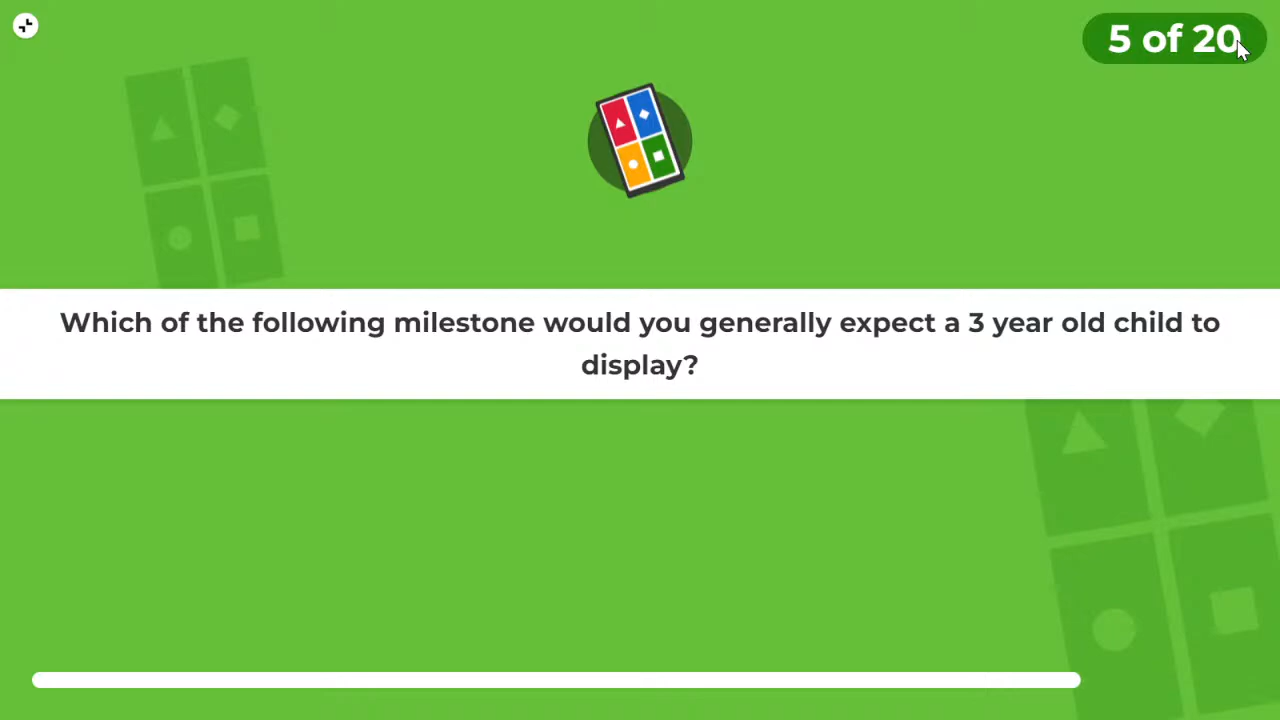 5 of 20
Which of the following milestone would you generally expect a 3 year old child to
display?